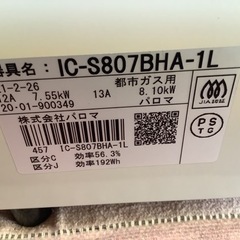 具名: IC-S807BHA-1L
1-2-26 都市ガス用
2A 7.55kW 13A 8.10kW
20-01-900349 パロマ
株式会社パロマ
457 IC-S807BHA-1L
区分C 効率56.3%
区分J 効率192Wh
JIA認証
PS
TG